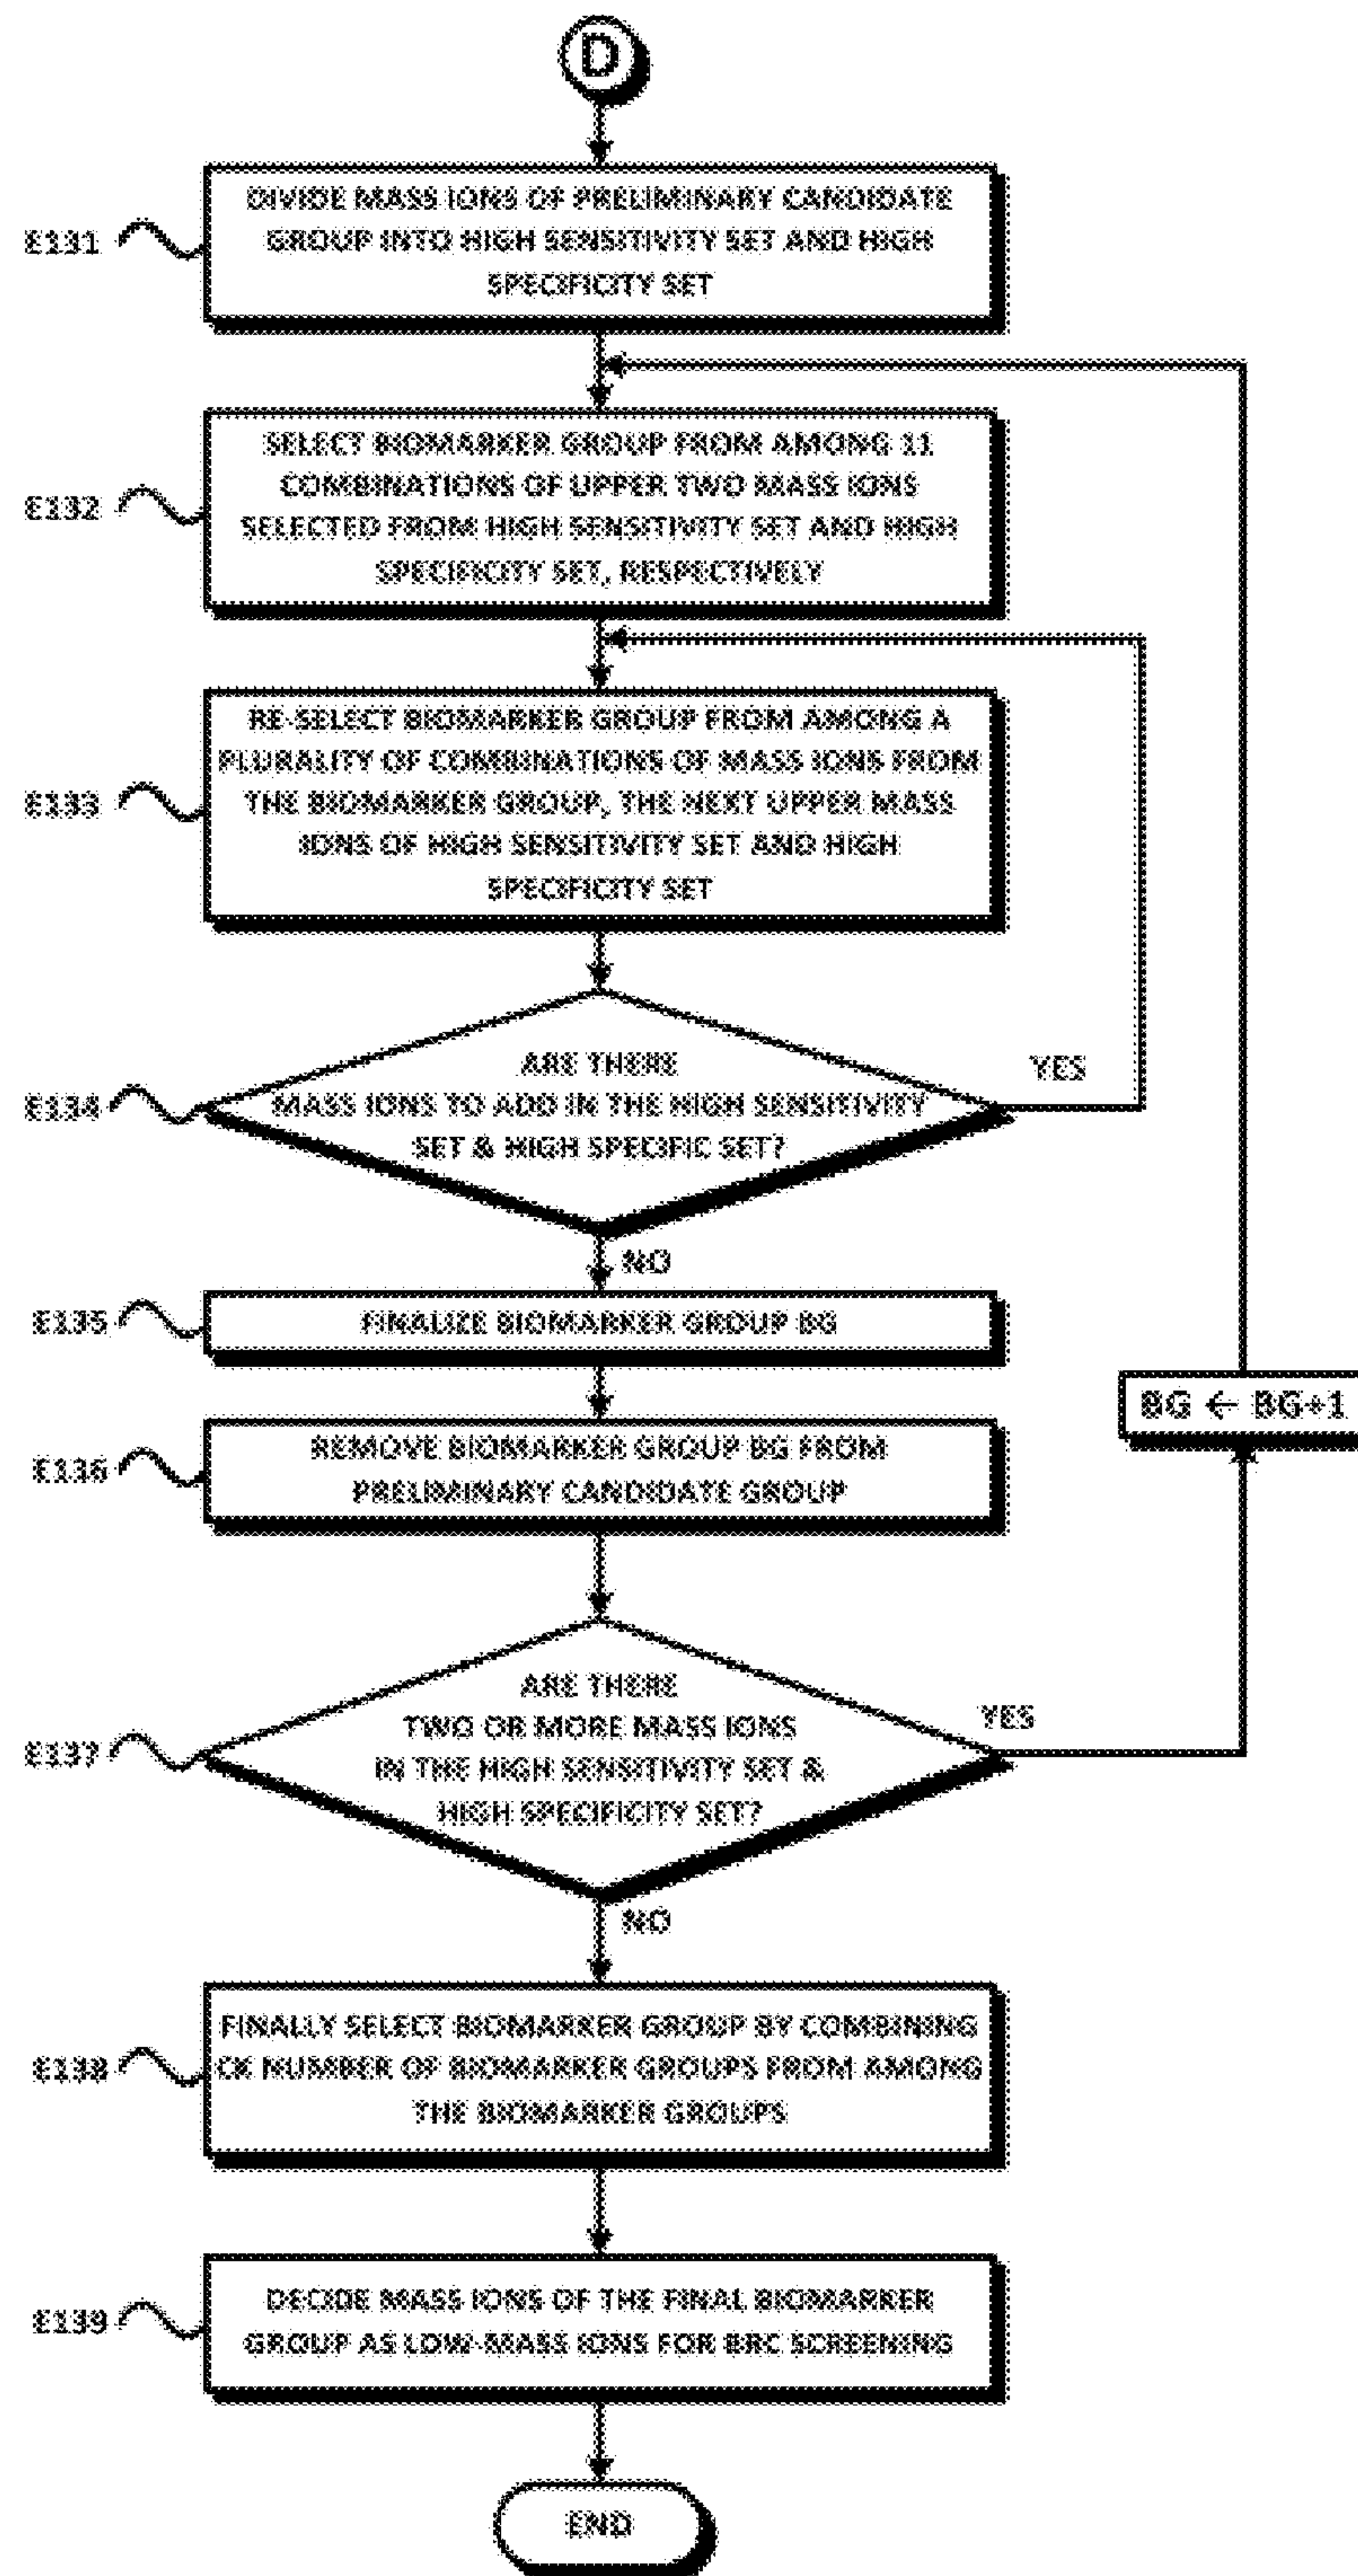 D
E131
DIVIDE MASS IONS OF PRELIMINARY CANDIDATE
GROUP INTO HIGH SENSITIVITY SET AND HIGH
SPECIFICITY SET
E132
SELECT BIOMARKER GROUP FROM AMONG 11
COMBINATIONS OF UPPER TWO MASS IONS
SELECTED FROM HIGH SENSITIVITY SET AND HIGH
SPECIFICITY SET, RESPECTIVELY
E133
RE-SELECT BIOMARKER GROUP FROM AMONG A
PLURALITY OF COMBINATIONS OF MASS IONS FROM
THE BIOMARKER GROUP, THE NEXT UPPER MASS
IONS OF HIGH SENSITIVITY SET AND HIGH
SPECIFICITY SET
E134
ARE THERE
MASS IONS TO ADD IN THE HIGH SENSITIVITY
SET & HIGH SPECIFIC SET?
YES
NO
E135
FINALIZE BIOMARKER GROUP BG
BG ← BG+1
E136
REMOVE BIOMARKER GROUP BG FROM
PRELIMINARY CANDIDATE GROUP
E137
ARE THERE
TWO OR MORE MASS IONS
IN THE HIGH SENSITIVITY SET &
HIGH SPECIFICITY SET?
YES
NO
E138
FINALLY SELECT BIOMARKER GROUP BY COMBINING
CK NUMBER OF BIOMARKER GROUPS FROM AMONG
THE BIOMARKER GROUPS
E139
DECIDE MASS IONS OF THE FINAL BIOMARKER
GROUP AS LOW-MASS IONS FOR BRC SCREENING
END